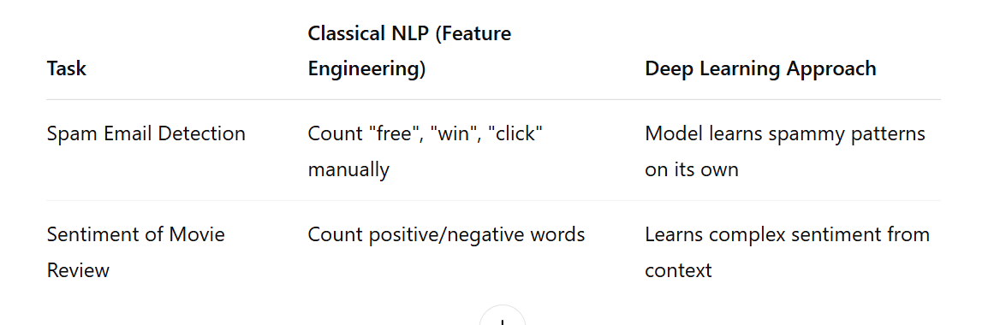 Classical NLP (Feature
Task Engineering) Deep Learning Approach
Spam Email Detection Count "free", "win", "click" Model learns spammy patterns
manually on its own
Sentiment of Movie Count positive/negative words Learns complex sentiment from
Review context